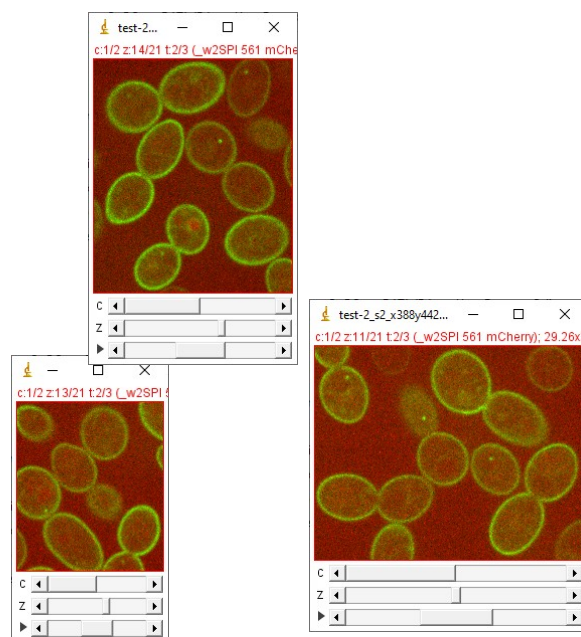 test-2...
c:1/2 z:14/21 t:2/3 (_w2SPI 561 mChe
c
z
test-2_s2_x388y442...
c:1/2 z:11/21 t:2/3 (_w2SPI 561 mCherry); 29.26x
c
z
c:1/2 z:13/21 t:2/3 (_w2SPI 5
c
z